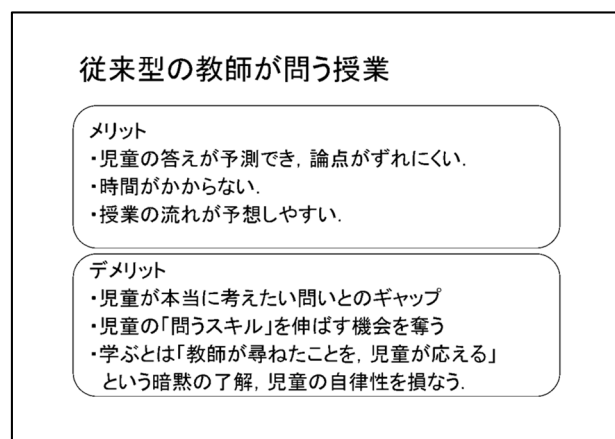 従来型の教師が問う授業
メリット
・児童の答えが予測でき，論点がずれにくい．
・時間がかからない．
・授業の流れが予想しやすい．
デメリット
・児童が本当に考えたい問いとのギャップ
・児童の「問うスキル」を伸ばす機会を奪う
・学ぶとは「教師が尋ねたことを，児童が応える」
という暗黙の了解，児童の自律性を損なう．